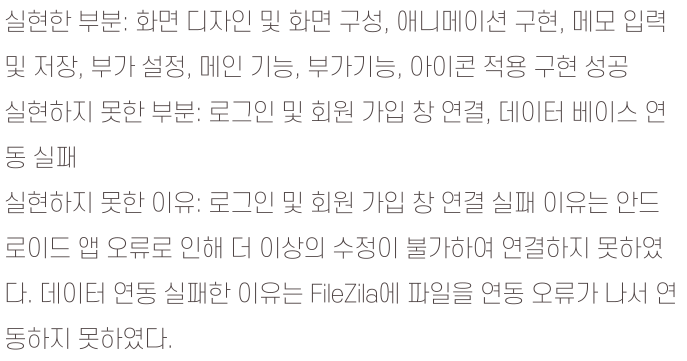 실현한 부분: 화면 디자인 및 화면 구성, 애니메이션 구현, 메모 입력
및 저장, 부가 설정, 메인 기능, 부가기능, 아이콘 적용 구현 성공
실현하지 못한 부분: 로그인 및 회원 가입 창 연결, 데이터 베이스 연
동 실패
실현하지 못한 이유: 로그인 및 회원 가입 창 연결 실패 이유는 안드
로이드 앱 오류로 인해 더 이상의 수정이 불가하여 연결하지 못하였
다. 데이터 연동 실패한 이유는 FileZila에 파일을 연동 오류가 나서 연
동하지 못하였다.